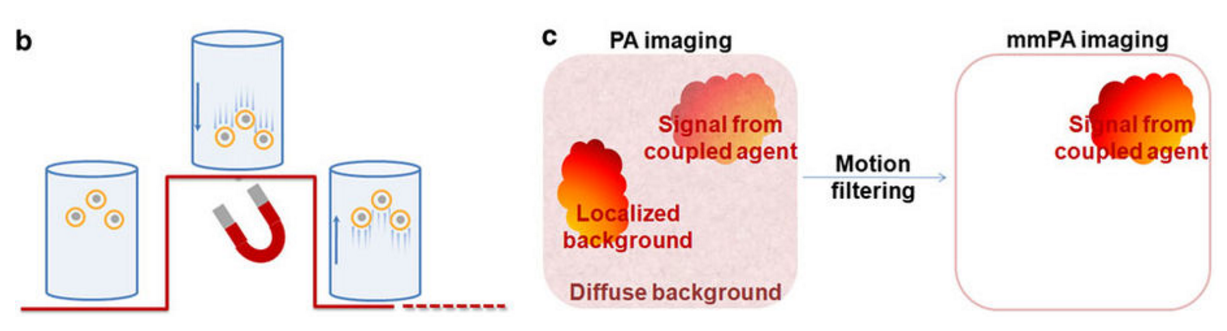 b
c
PA imaging
Signal from
coupled agent
Localized
background
Diffuse background
Motion
filtering
mmPA imaging
Signal from
coupled agent